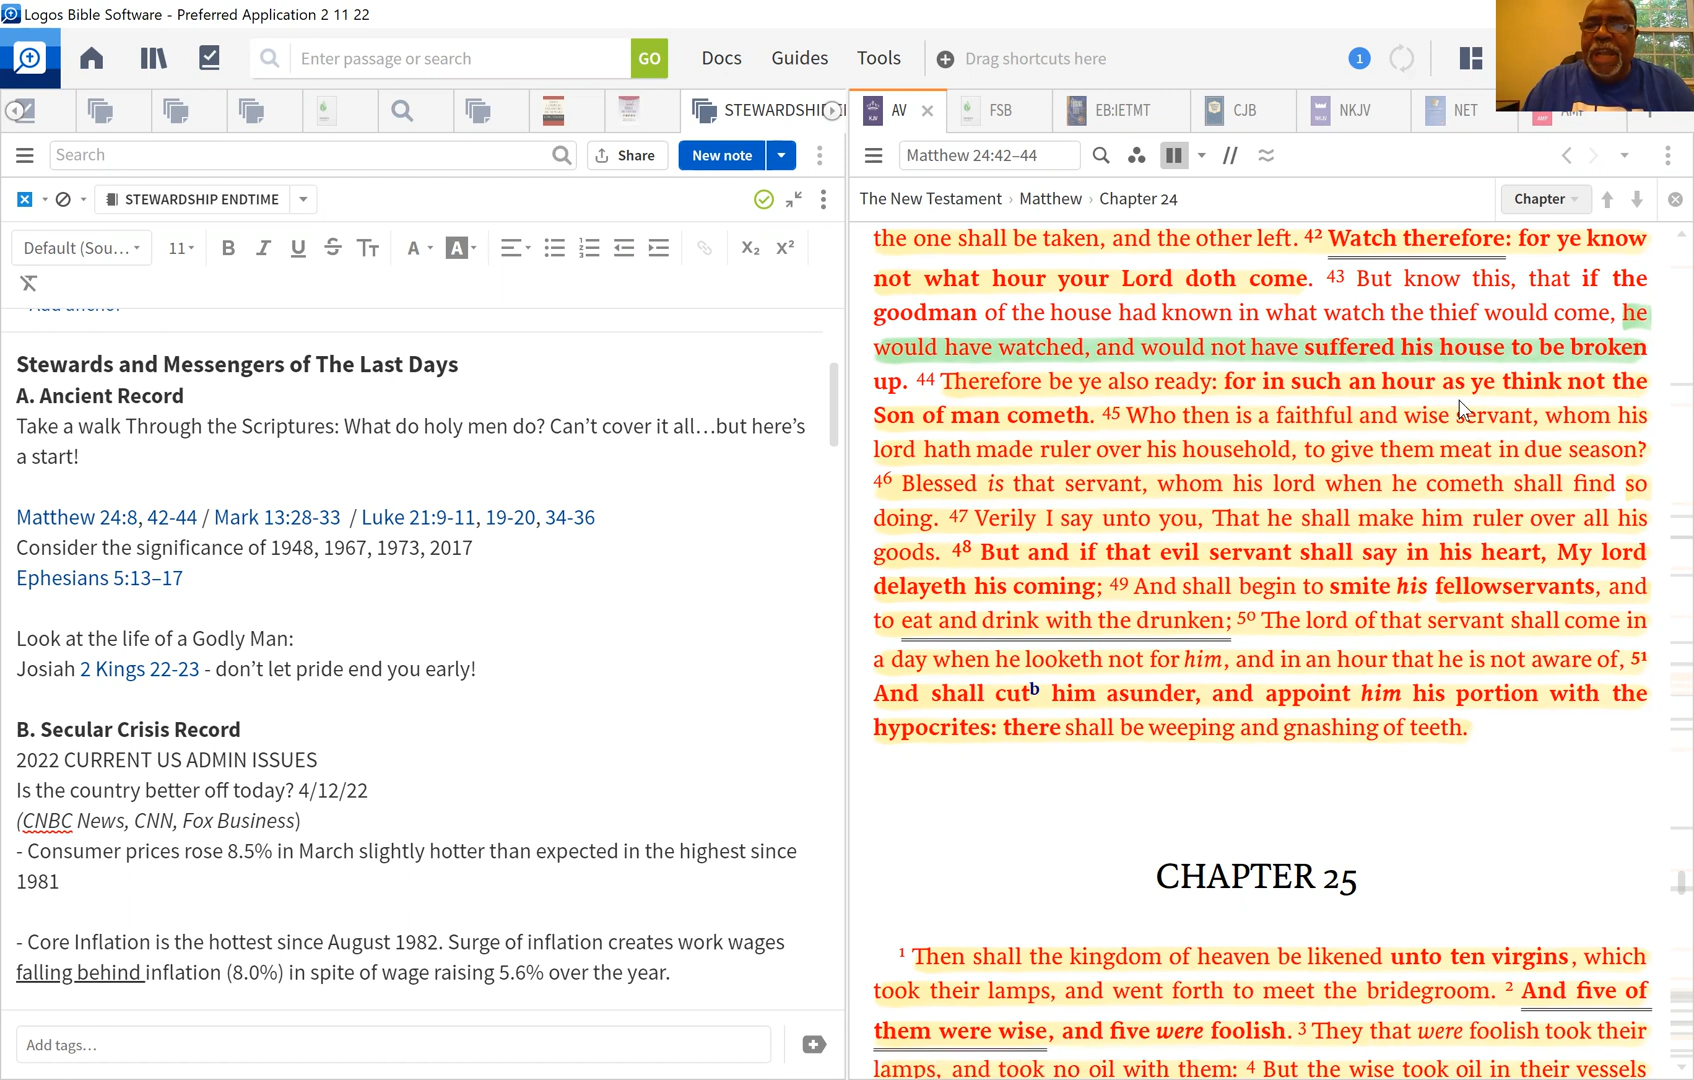 Logos Bible Software - Preferred Application 2 11 22
Enter passage or search
GO
Docs
Guides
Tools
Drag shortcuts here
1
STEWARDSHIP
AV
FSB
EB:IETMT
CJB
NKJV
NET
Search
Share
New note
Matthew 24:42–44
STEWARDSHIP ENDTIME
The New Testament › Matthew › Chapter 24
Chapter
Default (Sou...
11
B I U S Tt A A X₂ X²
Add anchor
Stewards and Messengers of The Last Days
A. Ancient Record
Take a walk Through the Scriptures: What do holy men do? Can’t cover it all…but here’s
a start!
Matthew 24:8, 42-44 / Mark 13:28-33 / Luke 21:9-11, 19-20, 34-36
Consider the significance of 1948, 1967, 1973, 2017
Ephesians 5:13–17
Look at the life of a Godly Man:
Josiah 2 Kings 22-23 - don’t let pride end you early!
B. Secular Crisis Record
2022 CURRENT US ADMIN ISSUES
Is the country better off today? 4/12/22
(CNBC News, CNN, Fox Business)
- Consumer prices rose 8.5% in March slightly hotter than expected in the highest since
1981
- Core Inflation is the hottest since August 1982. Surge of inflation creates work wages
falling behind inflation (8.0%) in spite of wage raising 5.6% over the year.
Add tags…
the one shall be taken, and the other left. 42 Watch therefore: for ye know
not what hour your Lord doth come. 43 But know this, that if the
goodman of the house had known in what watch the thief would come, he
would have watched, and would not have suffered his house to be broken
up. 44 Therefore be ye also ready: for in such an hour as ye think not the
Son of man cometh. 45 Who then is a faithful and wise servant, whom his
lord hath made ruler over his household, to give them meat in due season?
46 Blessed is that servant, whom his lord when he cometh shall find so
doing. 47 Verily I say unto you, That he shall make him ruler over all his
goods. 48 But and if that evil servant shall say in his heart, My lord
delayeth his coming; 49 And shall begin to smite his fellowservants, and
to eat and drink with the drunken; 50 The lord of that servant shall come in
a day when he looketh not for him, and in an hour that he is not aware of, 51
And shall cut b him asunder, and appoint him his portion with the
hypocrites: there shall be weeping and gnashing of teeth.
CHAPTER 25
1 Then shall the kingdom of heaven be likened unto ten virgins, which
took their lamps, and went forth to meet the bridegroom. 2 And five of
them were wise, and five were foolish. 3 They that were foolish took their
lamps, and took no oil with them: 4 But the wise took oil in their vessels